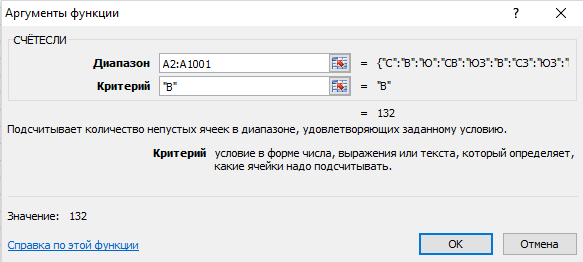 Аргументы функции ? ×
СЧЁТЕСЛИ
Диапазон A2:A1001 = {"С":"В":"Ю":"СВ":"ЮЗ":"В":"СЗ":"ЮЗ":"
Критерий "В" = "В"
= 132
Подсчитывает количество непустых ячеек в диапазоне, удовлетворяющих заданному условию.
Критерий условие в форме числа, выражения или текста, который определяет,
какие ячейки надо подсчитывать.
Значение: 132
Справка по этой функции
ОК Отмена